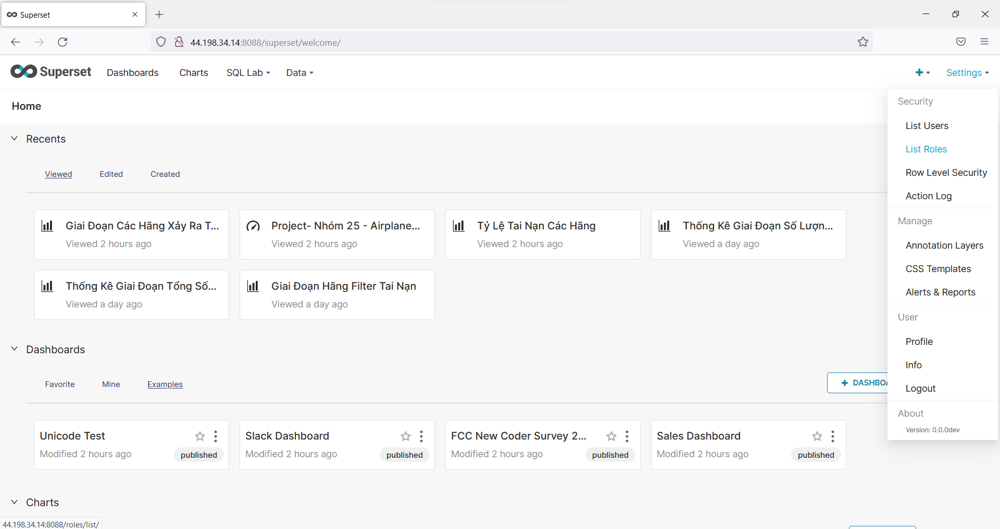 Superset
44.198.34.14:8088/superset/welcome/
Superset Dashboards Charts SQL Lab Data Settings
Home
Recents
Viewed Edited Created
Giai Đoạn Các Hãng Xảy Ra T...
Viewed 2 hours ago
Project- Nhóm 25 - Airplane...
Viewed 2 hours ago
Tỷ Lệ Tai Nạn Các Hãng
Viewed 2 hours ago
Thống Kê Giai Đoạn Số Lượn...
Viewed a day ago
Thống Kê Giai Đoạn Tổng Số...
Viewed a day ago
Giai Đoạn Hãng Filter Tai Nạn
Viewed a day ago
Dashboards
Favorite Mine Examples
+ DASHBOA
Unicode Test
Modified 2 hours ago published
Slack Dashboard
Modified 2 hours ago published
FCC New Coder Survey 2...
Modified 2 hours ago published
Sales Dashboard
Modified 2 hours ago published
Charts
Security
List Users
List Roles
Row Level Security
Action Log
Manage
Annotation Layers
CSS Templates
Alerts & Reports
User
Profile
Info
Logout
About
Version: 0.0.0dev
44.198.34.14:8088/roles/list/